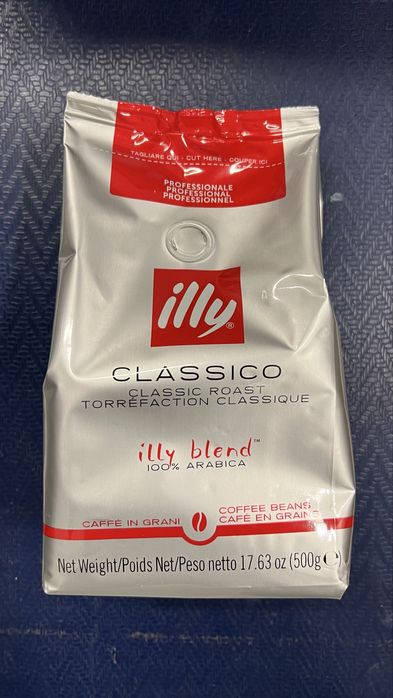 TAGLIARE QUI - CUT HERE - COUPER ICI
PROFESSIONALE
PROFESSIONAL
PROFESSIONNEL
illy®
CLASSICO
CLASSIC ROAST
TORRÉFACTION CLASSIQUE
illy blend™
100% ARABICA
CAFFÈ IN GRANI
COFFEE BEANS
CAFÉ EN GRAINS
Net Weight/Poids Net/Peso netto 17.63 oz (500g℮)